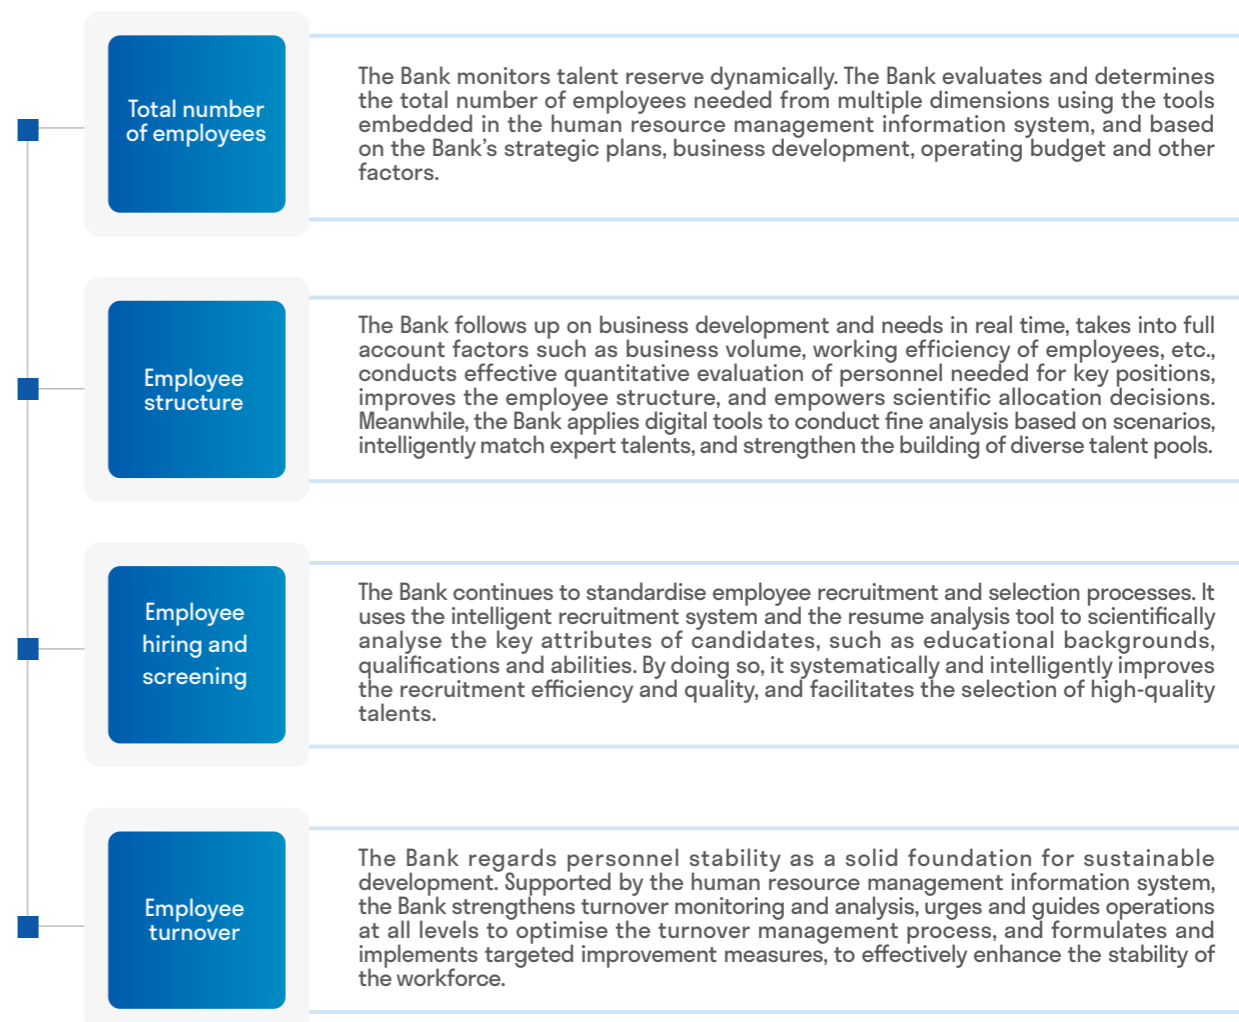 Total number
of employees
The Bank monitors talent reserve dynamically. The Bank evaluates and determines
the total number of employees needed from multiple dimensions using the tools
embedded in the human resource management information system, and based
on the Bank's strategic plans, business development, operating budget and other
factors.
Employee
structure
The Bank follows up on business development and needs in real time, takes into full
account factors such as business volume, working efficiency of employees, etc.,
conducts effective quantitative evaluation of personnel needed for key positions,
improves the employee structure, and empowers scientific allocation decisions.
Meanwhile, the Bank applies digital tools to conduct fine analysis based on scenarios,
intelligently match expert talents, and strengthen the building of diverse talent pools.
Employee
hiring and
screening
The Bank continues to standardise employee recruitment and selection processes. It
uses the intelligent recruitment system and the resume analysis tool to scientifically
analyse the key attributes of candidates, such as educational backgrounds,
qualifications and abilities. By doing so, it systematically and intelligently improves
the recruitment efficiency and quality, and facilitates the selection of high-quality
talents.
Employee
turnover
The Bank regards personnel stability as a solid foundation for sustainable
development. Supported by the human resource management information system,
the Bank strengthens turnover monitoring and analysis, urges and guides operations
at all levels to optimise the turnover management process, and formulates and
implements targeted improvement measures, to effectively enhance the stability of
the workforce.